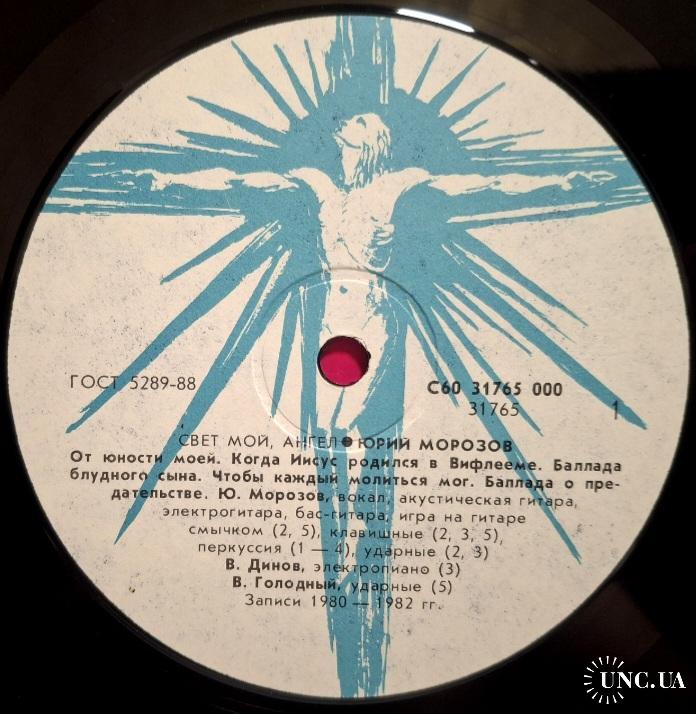 ГОСТ 5289-88
С60 31765 000
31765
1
СВЕТ МОЙ, АНГЕЛ ● ЮРИЙ МОРОЗОВ
От юности моей. Когда Иисус родился в Вифлееме. Баллада
блудного сына. Чтобы каждый молиться мог. Баллада о пре-
дательстве. Ю. Морозов, вокал, акустическая гитара,
электрогитара, бас-гитара, игра на гитаре
смычком (2, 5), клавишные (2, 3, 5),
перкуссия (1 — 4), ударные (2, 3)
В. Динов, электропиано (3)
В. Голодный, ударные (5)
Записи 1980 — 1982 гг.
UNC.UA